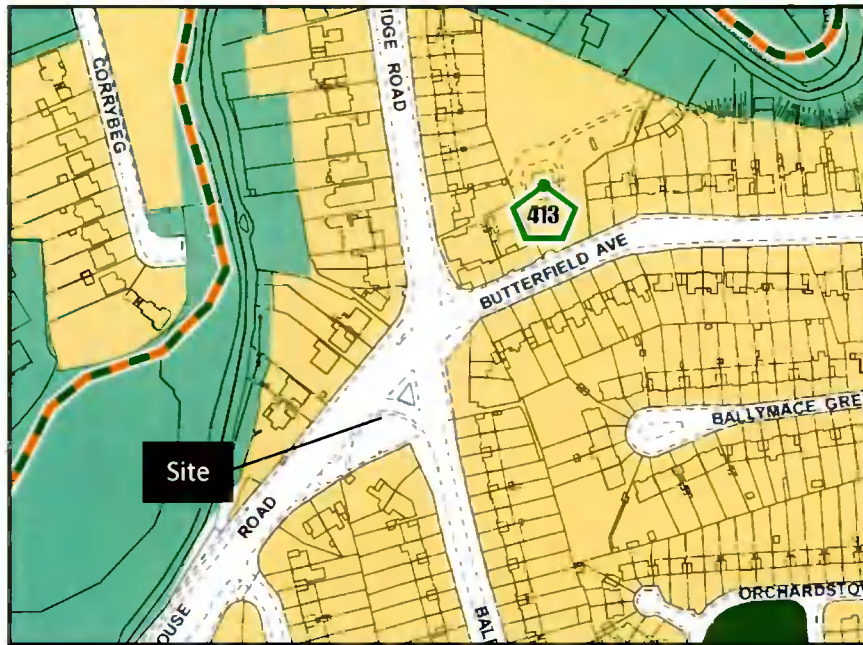 CORRYBEG
IDGE ROAD
413
BUTTERFIELD AVE
BALLYMACE GRE
Site
ROAD
OUSE
BAL
ORCHARDSTO